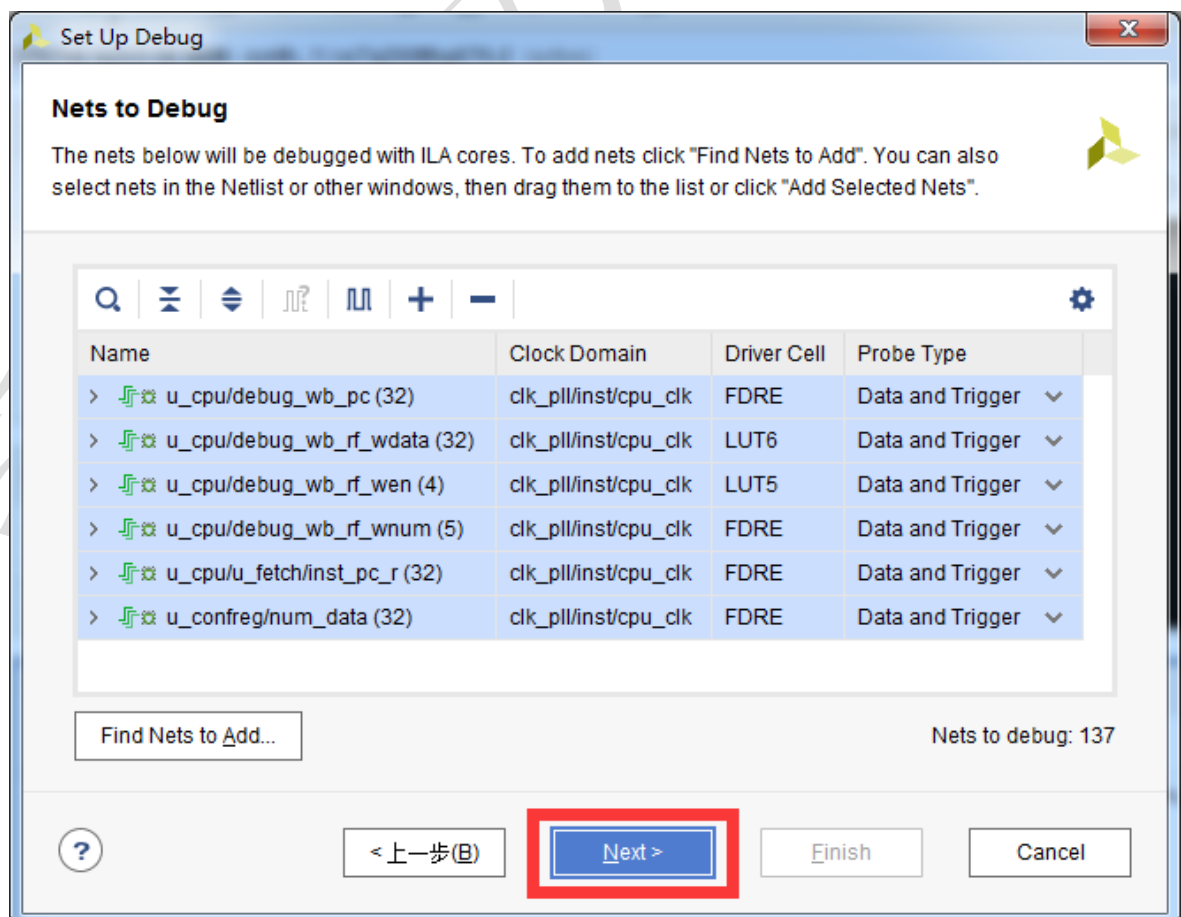 Set Up Debug
Nets to Debug
The nets below will be debugged with ILA cores. To add nets click "Find Nets to Add". You can also
select nets in the Netlist or other windows, then drag them to the list or click "Add Selected Nets".
Name Clock Domain Driver Cell Probe Type
u_cpu/debug_wb_pc (32) clk_pll/inst/cpu_clk FDRE Data and Trigger
u_cpu/debug_wb_rf_wdata (32) clk_pll/inst/cpu_clk LUT6 Data and Trigger
u_cpu/debug_wb_rf_wen (4) clk_pll/inst/cpu_clk LUT5 Data and Trigger
u_cpu/debug_wb_rf_wnum (5) clk_pll/inst/cpu_clk FDRE Data and Trigger
u_cpu/u_fetch/inst_pc_r (32) clk_pll/inst/cpu_clk FDRE Data and Trigger
u_confreg/num_data (32) clk_pll/inst/cpu_clk FDRE Data and Trigger
Find Nets to Add... Nets to debug: 137
? <上一步(B) Next > Finish Cancel